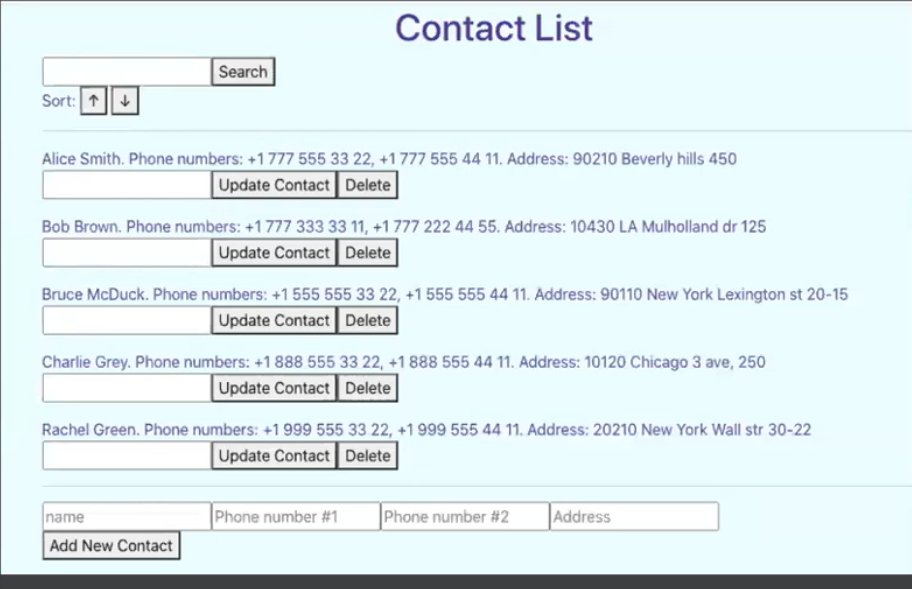 Contact List
Search
Sort: ↑ ↓
Alice Smith. Phone numbers: +1 777 555 33 22, +1 777 555 44 11. Address: 90210 Beverly hills 450
Update Contact Delete
Bob Brown. Phone numbers: +1 777 333 33 11, +1 777 222 44 55. Address: 10430 LA Mulholland dr 125
Update Contact Delete
Bruce McDuck. Phone numbers: +1 555 555 33 22, +1 555 555 44 11. Address: 90110 New York Lexington st 20-15
Update Contact Delete
Charlie Grey. Phone numbers: +1 888 555 33 22, +1 888 555 44 11. Address: 10120 Chicago 3 ave, 250
Update Contact Delete
Rachel Green. Phone numbers: +1 999 555 33 22, +1 999 555 44 11. Address: 20210 New York Wall str 30-22
Update Contact Delete
name Phone number #1 Phone number #2 Address
Add New Contact